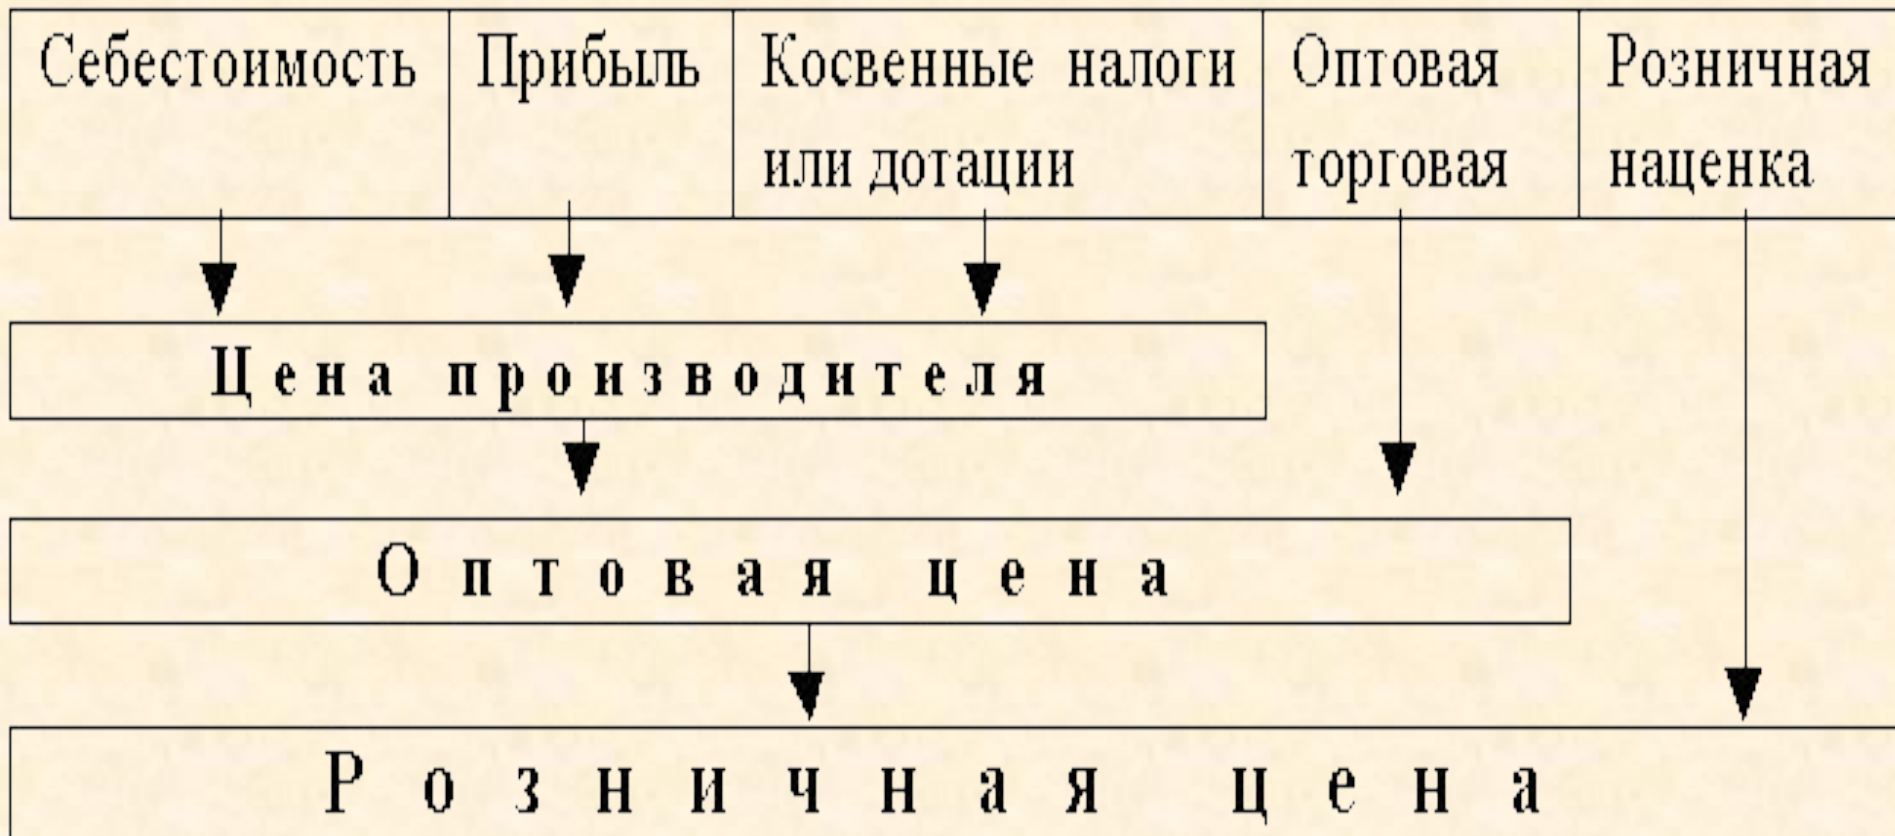 Себестоимость Прибыль Косвенные налоги Оптовая Розничная
или дотации торговая наценка
Цена производителя
Оптовая цена
Розничная цена